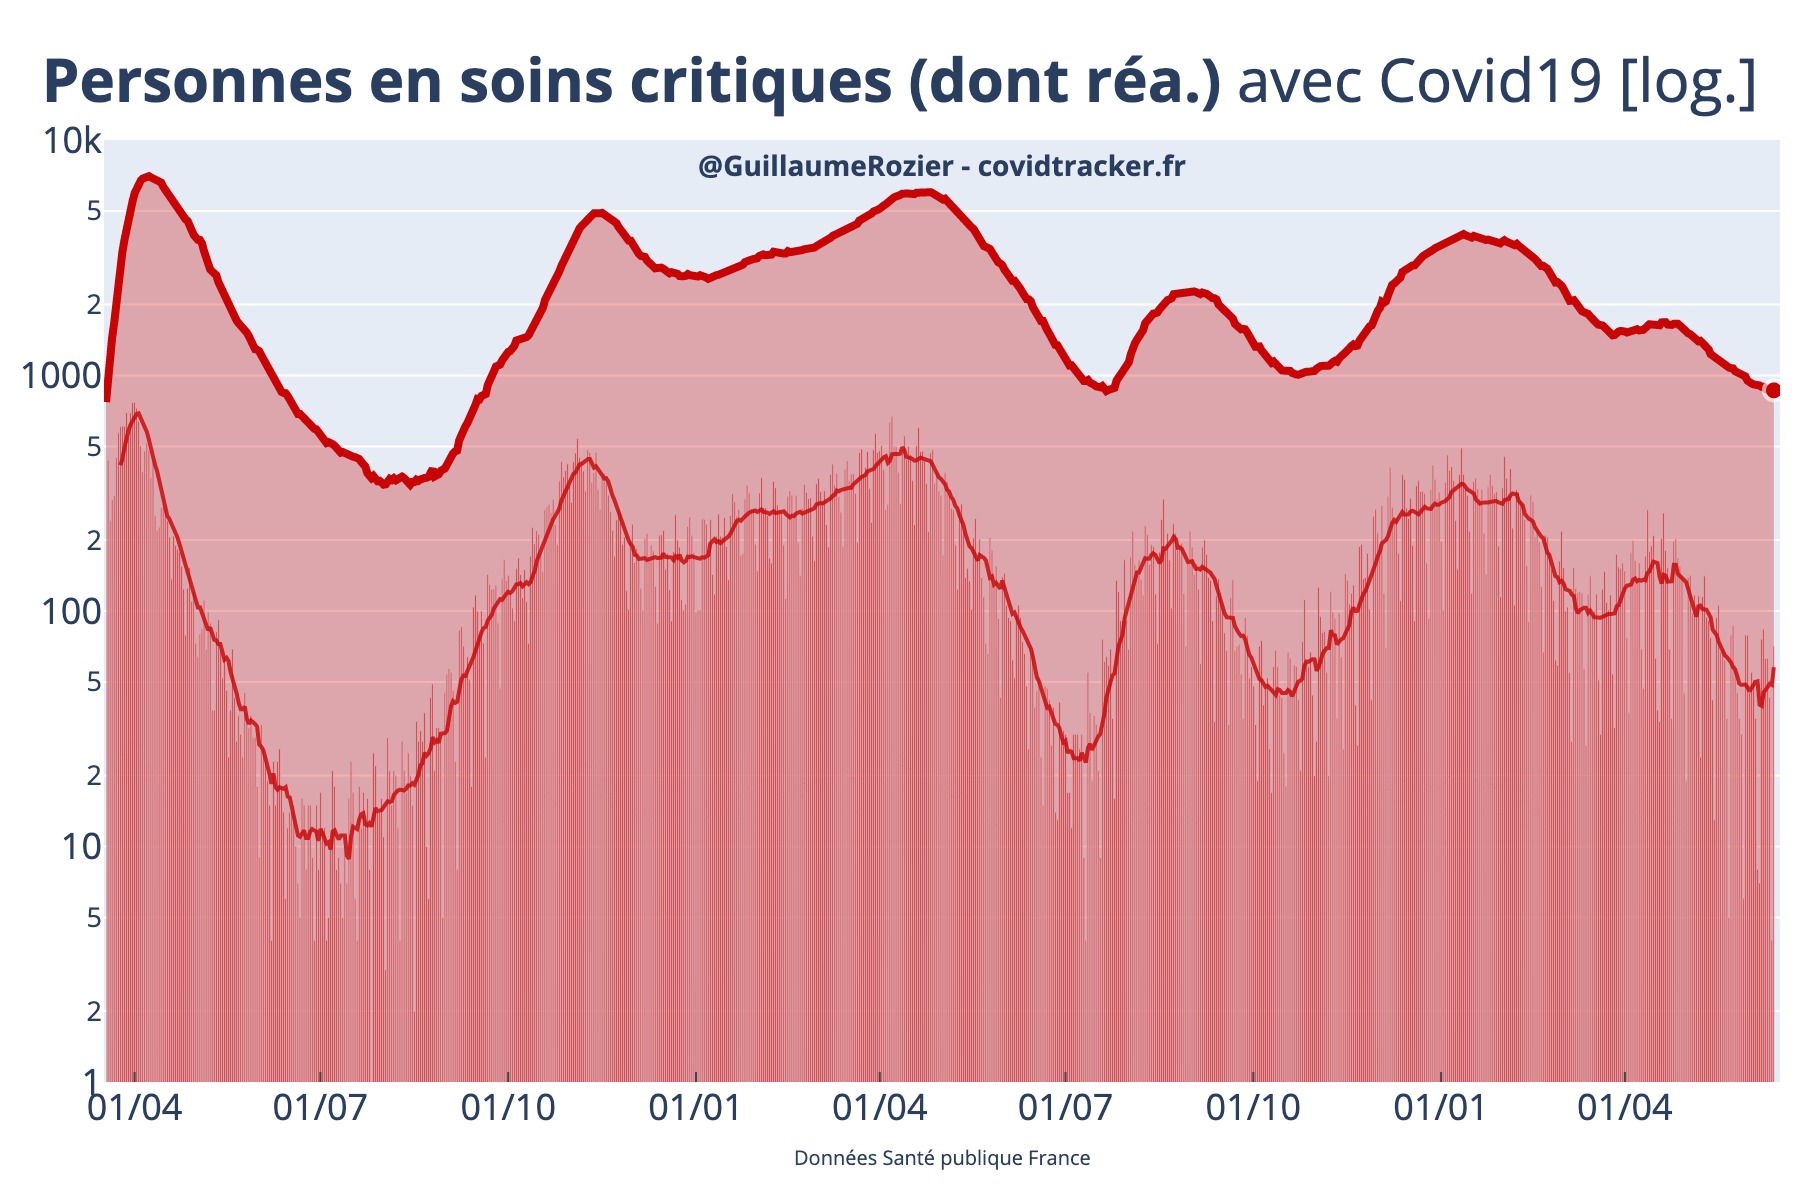 Personnes en soins critiques (dont réa.) avec Covid19 [log.]
@GuillaumeRozier - covidtracker.fr
10k
5
2
1000
5
2
100
5
2
10
5
2
1
01/04 01/07 01/10 01/01 01/04 01/07 01/10 01/01 01/04
Données Santé publique France